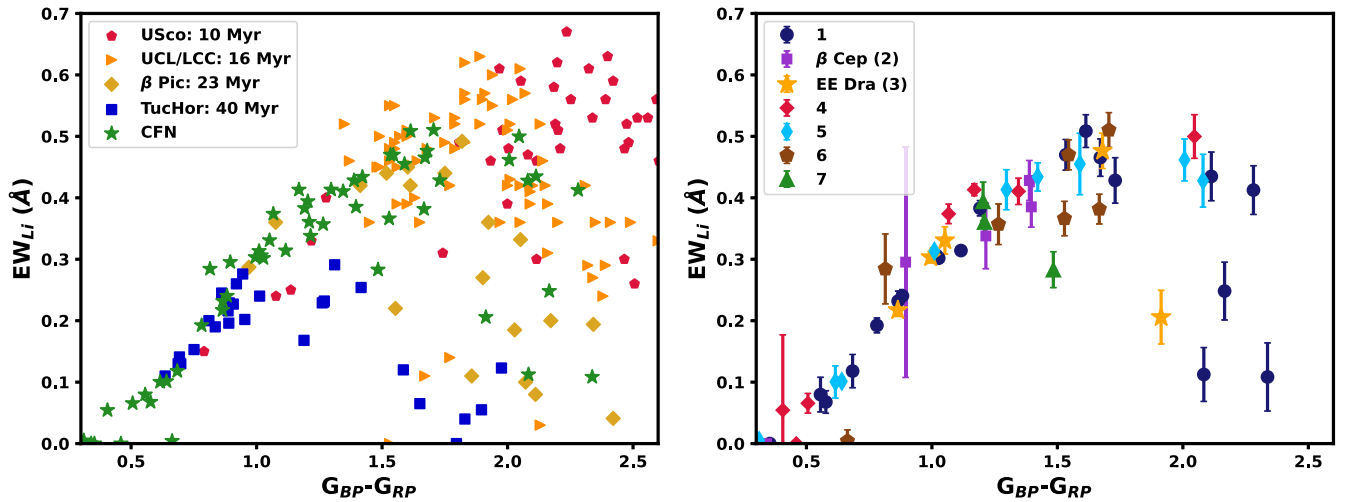 0.7
0.6
0.5
0.4
0.3
0.2
0.1
0.0
EW_Li (Å)
USco: 10 Myr
UCL/LCC: 16 Myr
β Pic: 23 Myr
TucHor: 40 Myr
CFN
0.5 1.0 1.5 2.0 2.5
G_BP-G_RP
0.7
0.6
0.5
0.4
0.3
0.2
0.1
0.0
EW_Li (Å)
1
β Cep (2)
EE Dra (3)
4
5
6
7
0.5 1.0 1.5 2.0 2.5
G_BP-G_RP